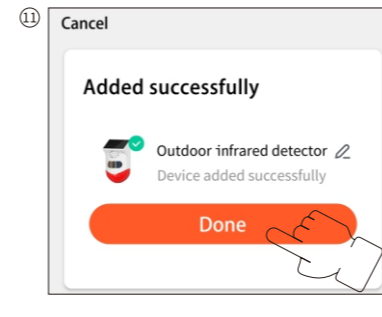 ⑪
Cancel
Added successfully
Outdoor infrared detector
Device added successfully
Done